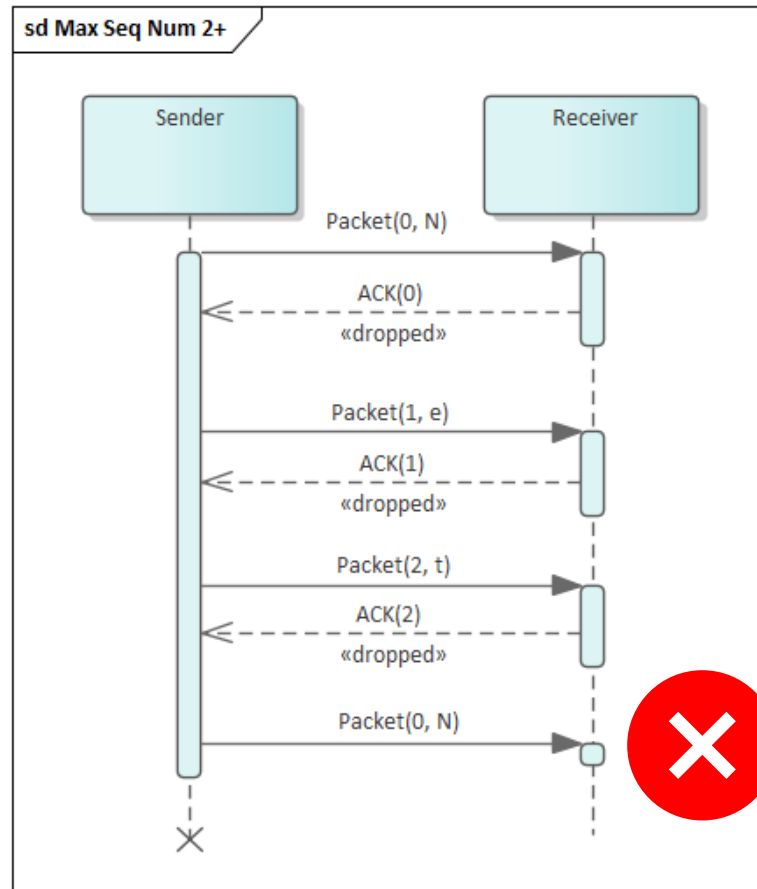 sd Max Seq Num 2+
Sender
Receiver
Packet(0, N)
ACK(0)
«dropped»
Packet(1, e)
ACK(1)
«dropped»
Packet(2, t)
ACK(2)
«dropped»
Packet(0, N)